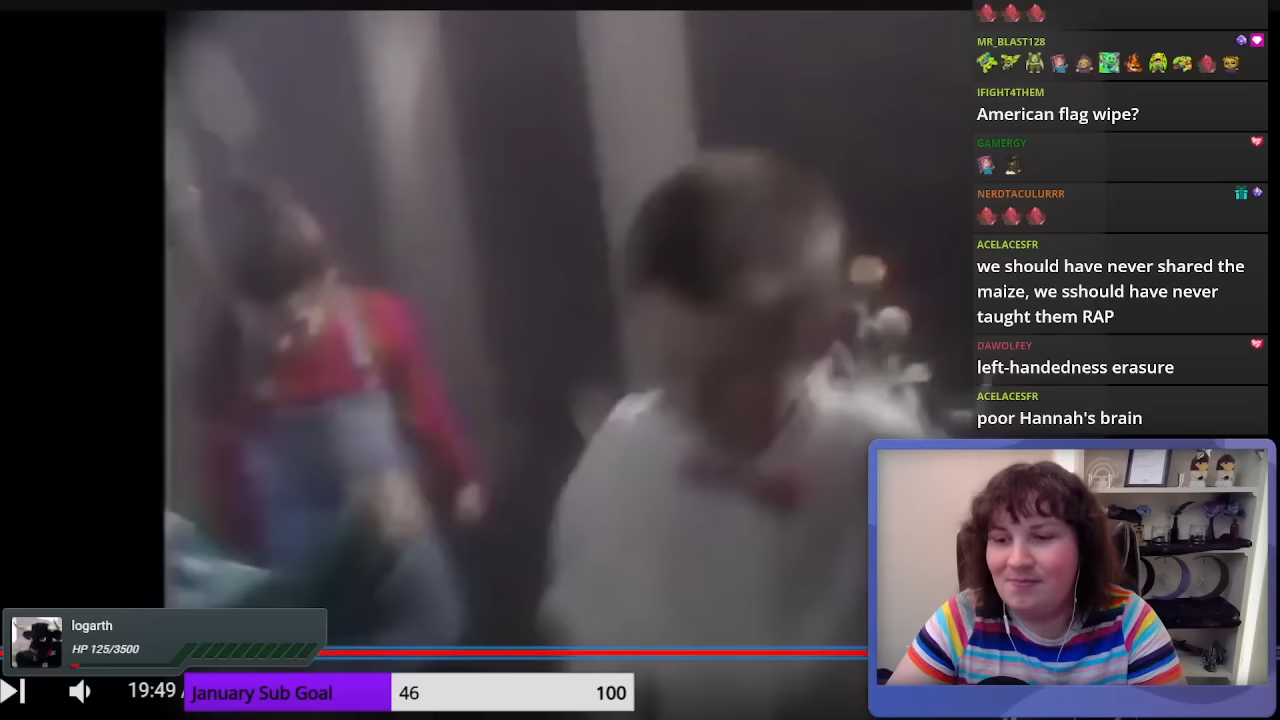 MR_BLAST128
IFIGHT4THEM
American flag wipe?
GAMERGY
NERDTACULURRR
ACELACESFR
we should have never shared the
maize, we sshould have never
taught them RAP
DAWOLFEY
left-handedness erasure
ACELACESFR
poor Hannah's brain
logarth
HP 125/3500
19:49 /
January Sub Goal
46
100